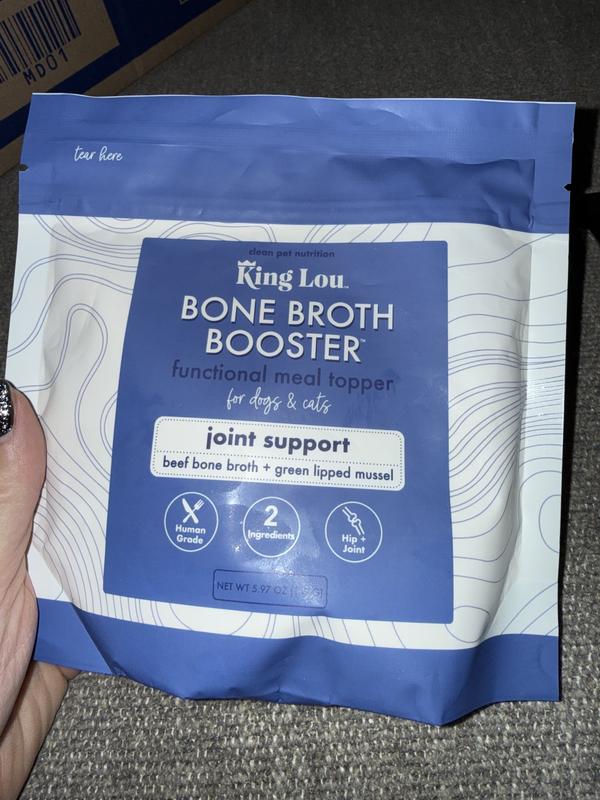 MD01
tear here
clean pet nutrition
King Lou™
BONE BROTH
BOOSTER™
functional meal topper
for dogs & cats
joint support
beef bone broth + green lipped mussel
Human
Grade
2
Ingredients
Hip +
Joint
NET WT 5.97 OZ